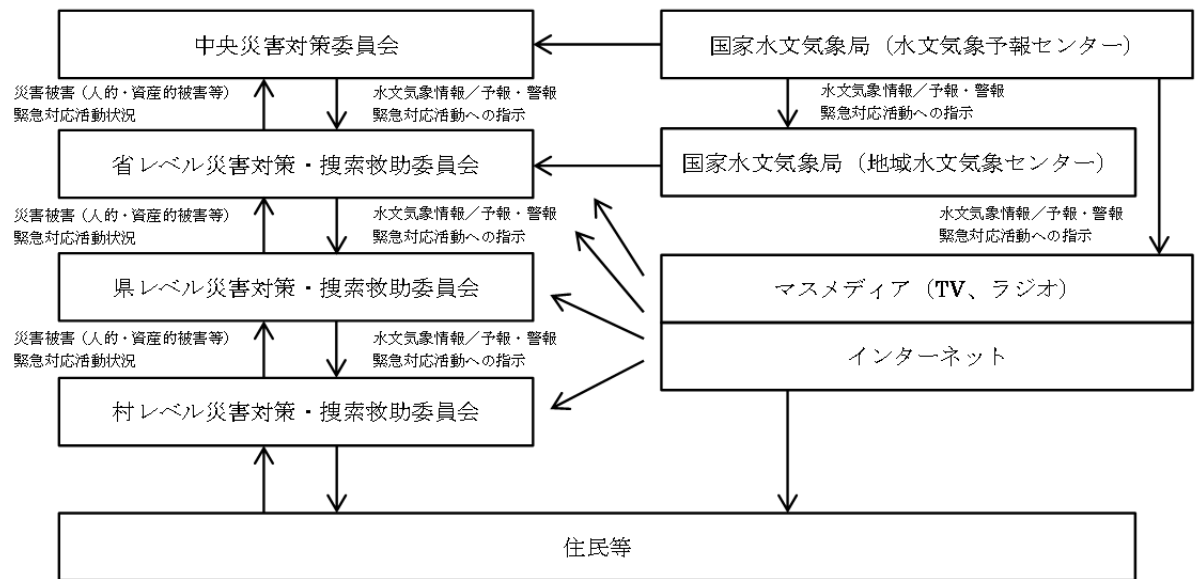 中央災害対策委員会
国家水文気象局（水文気象予報センター）
災害被害（人的・資産的被害等）
緊急対応活動状況
水文気象情報／予報・警報
緊急対応活動への指示
水文気象情報／予報・警報
緊急対応活動への指示
省レベル災害対策・捜索救助委員会
国家水文気象局（地域水文気象センター）
災害被害（人的・資産的被害等）
緊急対応活動状況
水文気象情報／予報・警報
緊急対応活動への指示
水文気象情報／予報・警報
緊急対応活動への指示
県レベル災害対策・捜索救助委員会
マスメディア（TV、ラジオ）
災害被害（人的・資産的被害等）
緊急対応活動状況
水文気象情報／予報・警報
緊急対応活動への指示
インターネット
村レベル災害対策・捜索救助委員会
住民等